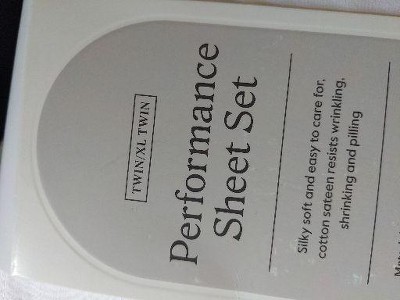 TWIN/XL TWIN
Performance
Sheet Set
Silky soft and easy to care for,
cotton sateen resists wrinkling,
shrinking and pilling